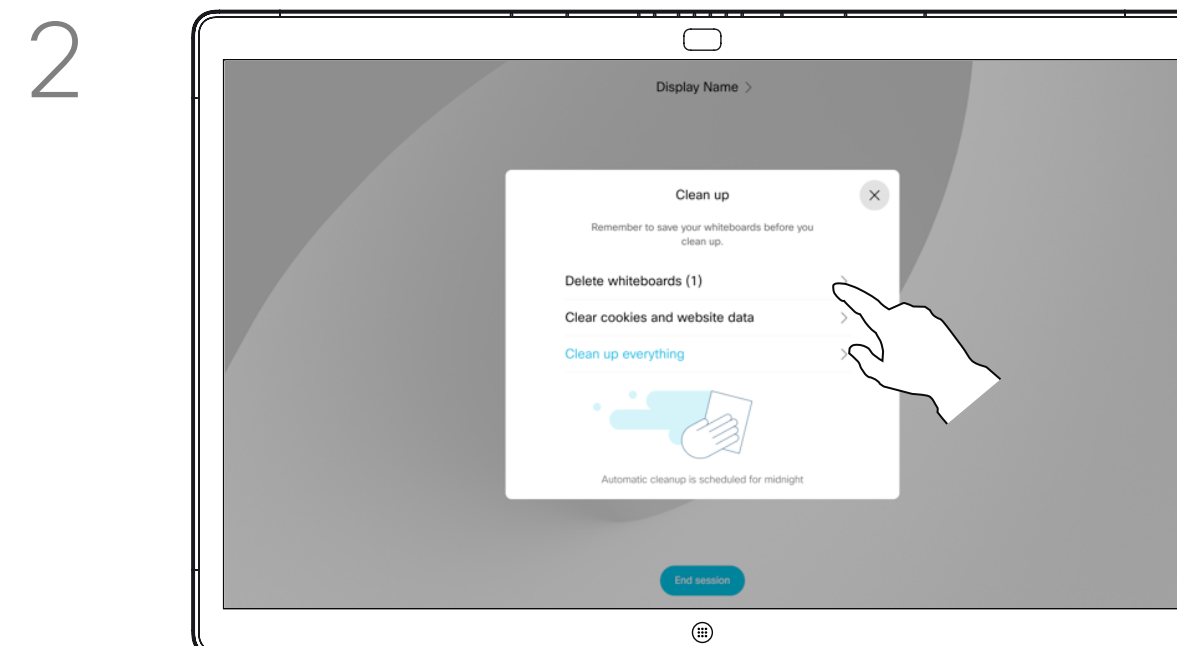 2
Display Name
Clean up
Remember to save your whiteboards before you
clean up.
Delete whiteboards (1)
Clear cookies and website data
Clean up everything
Automatic cleanup is scheduled for midnight
End session